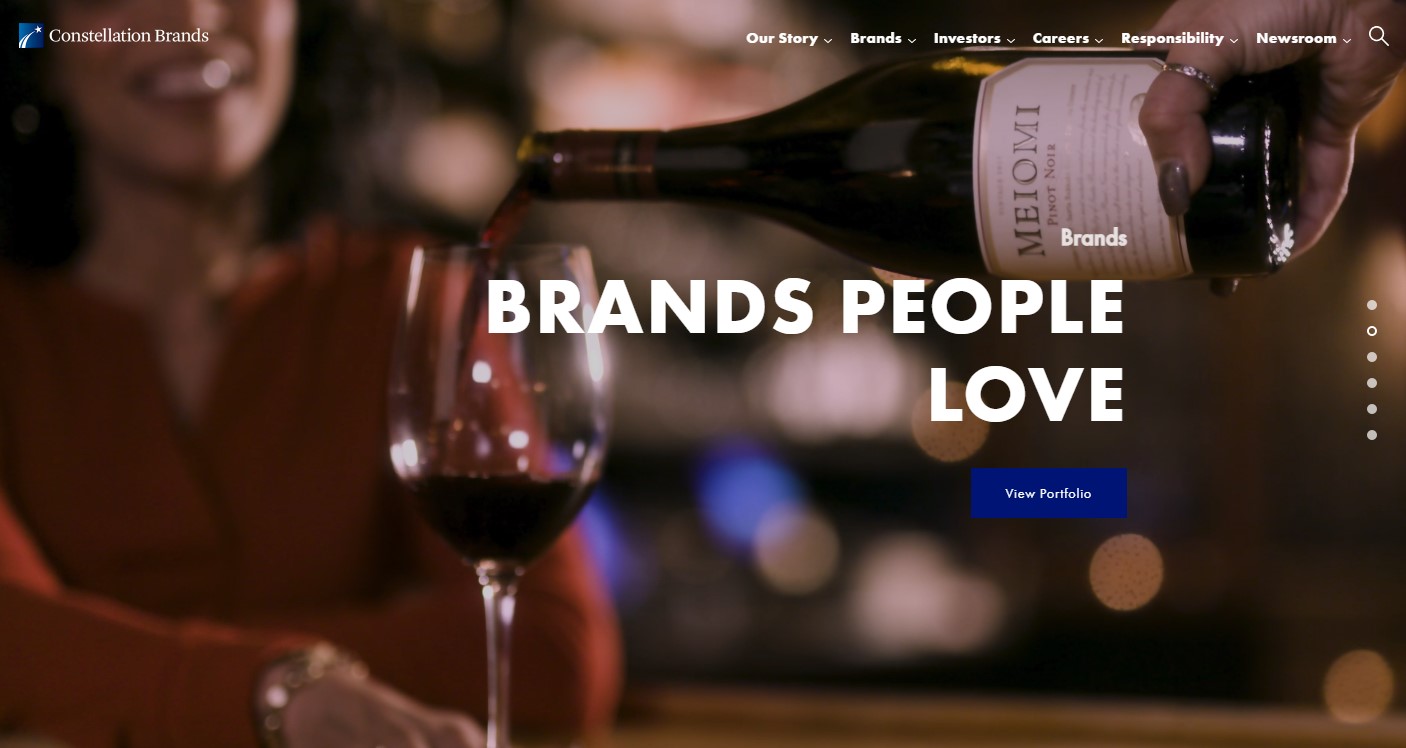 Constellation Brands
Our Story
Brands
Investors
Careers
Responsibility
Newsroom
MEIOMI
PINOT NOIR
Brands
BRANDS PEOPLE
LOVE
View Portfolio